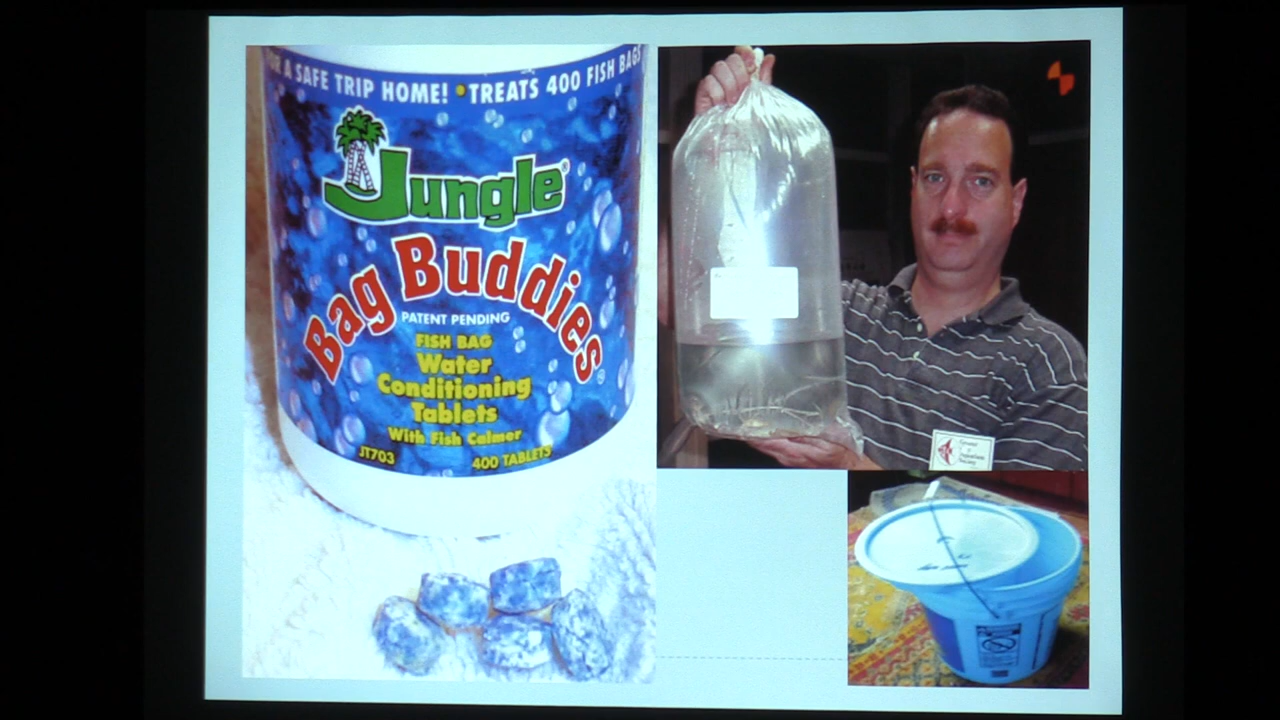 FOR A SAFE TRIP HOME! • TREATS 400 FISH BAGS
Jungle®
Bag Buddies®
PATENT PENDING
FISH BAG
Water
Conditioning
Tablets
With Fish Calmer
JT703
400 TABLETS